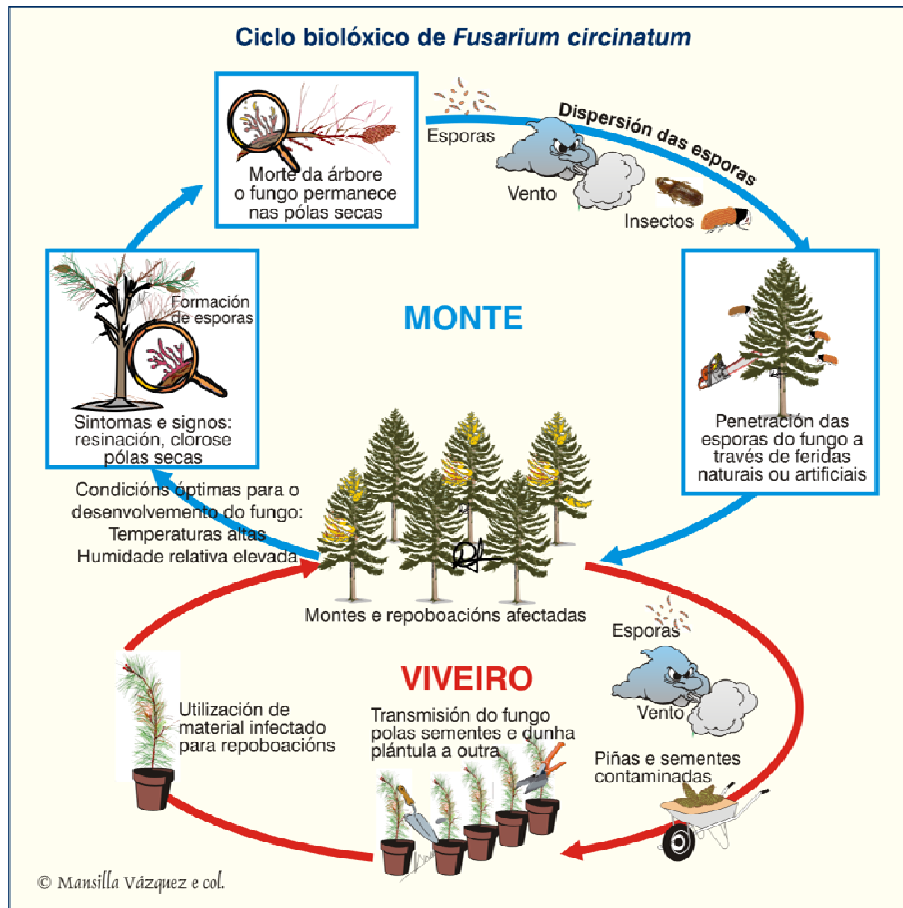 Ciclo biolóxico de Fusarium circinatum
Morte da árbore
o fungo permanece
nas pólas secas
Esporas
Dispersión das esporas
Vento
Insectos
Formación
de esporas
Sintomas e signos:
resinación, clorose
pólas secas
MONTE
Penetración das
esporas do fungo a
través de feridas
naturais ou artificiais
Condicións óptimas para o
desenvolvemento do fungo:
Temperaturas altas
Humidade relativa elevada
Montes e repoboacións afectadas
Esporas
Vento
VIVEIRO
Utilización de
material infectado
para repoboacións
Transmisión do fungo
polas sementes e dunha
plántula a outra
Piñas e sementes
contaminadas
© Mansilla Vázquez e col.